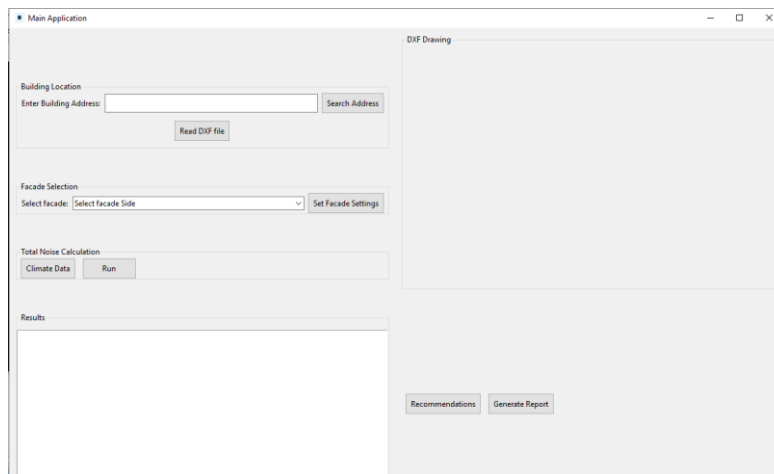 Main Application
DXF Drawing
Building Location
Enter Building Address:
Search Address
Read DXF file
Facade Selection
Select facade:
Select facade Side
Set Facade Settings
Total Noise Calculation
Climate Data
Run
Results
Recommendations
Generate Report